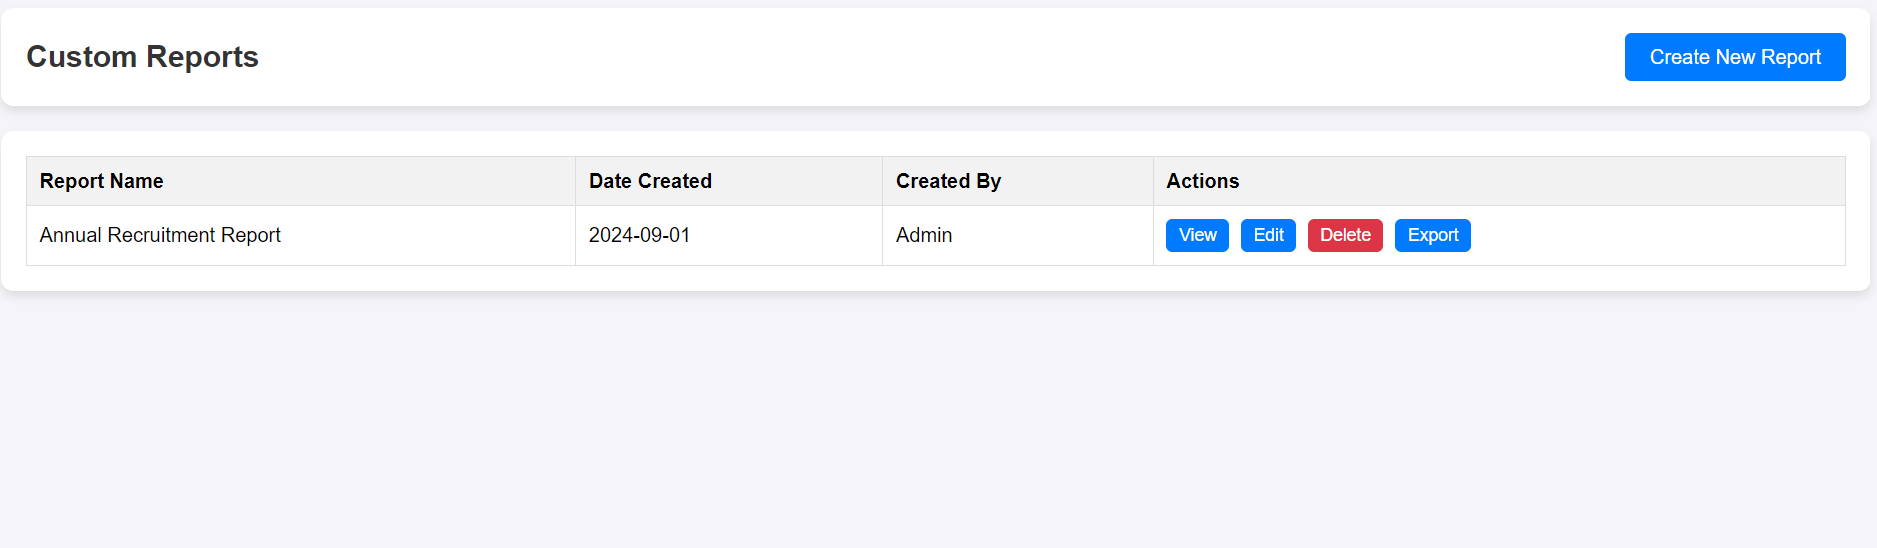 Custom Reports
Create New Report
Report Name Date Created Created By Actions
Annual Recruitment Report 2024-09-01 Admin View Edit Delete Export